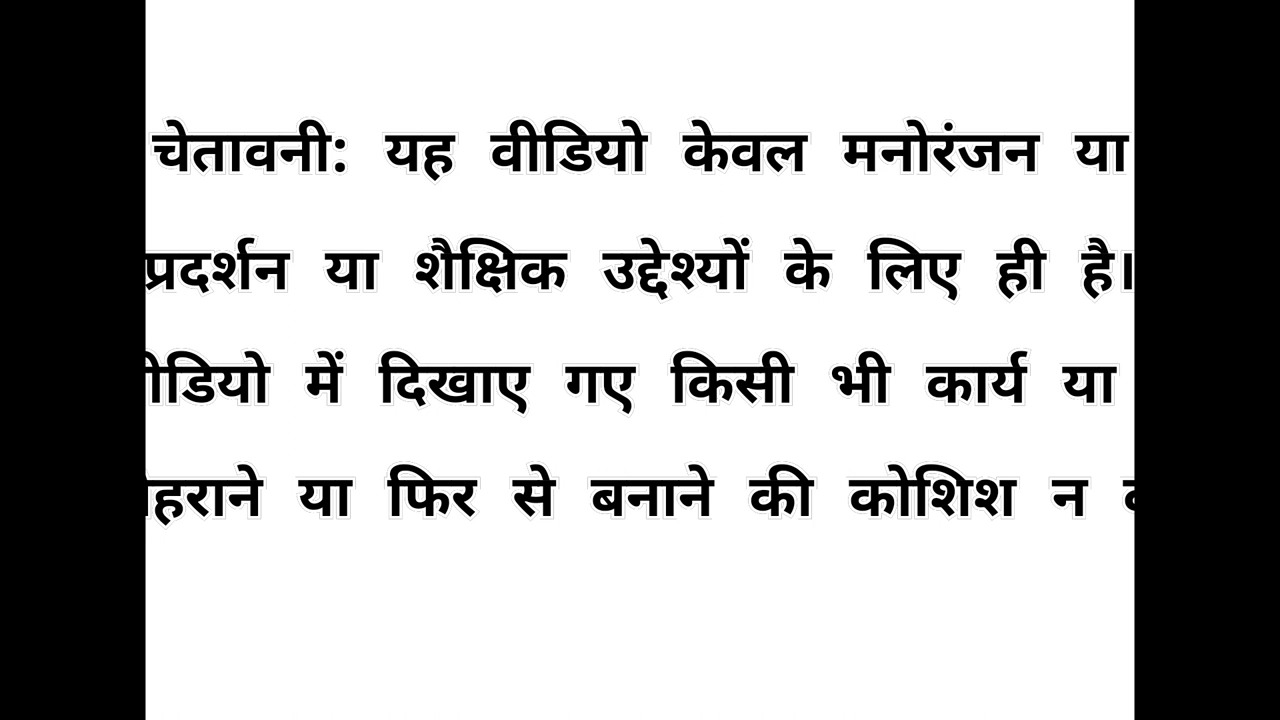 चेतावनी: यह वीडियो केवल मनोरंजन या
प्रदर्शन या शैक्षिक उद्देश्यों के लिए ही है।
में दिखाए गए किसी भी कार्य या
या फिर से बनाने की कोशिश न